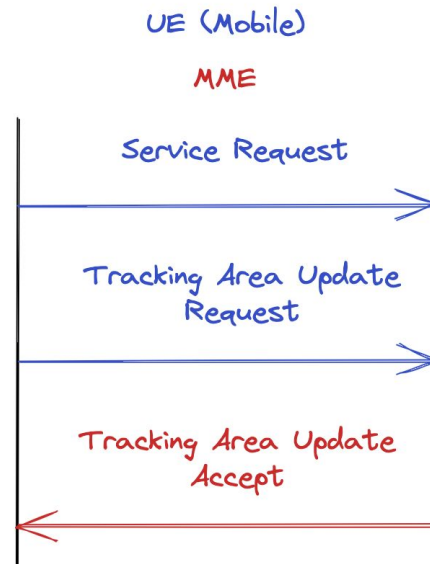 UE (Mobile)
MME
Service Request
Tracking Area Update
Request
Tracking Area Update
Accept